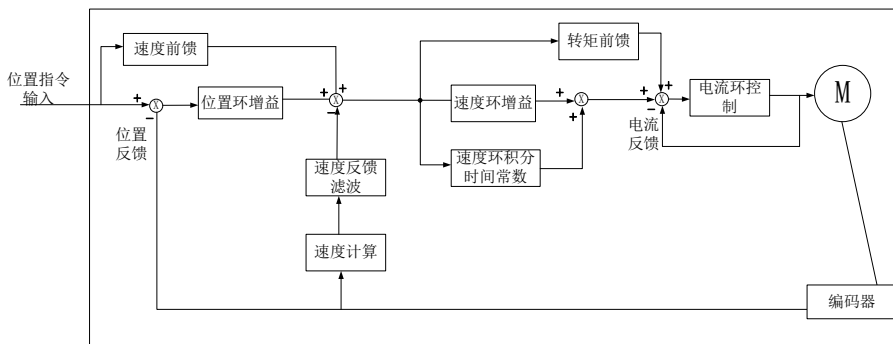 速度前馈
转矩前馈
位置指令
输入
位置环增益
速度环增益
电流环控
制
M
位置
反馈
电流
反馈
速度反馈
滤波
速度环积分
时间常数
速度计算
编码器